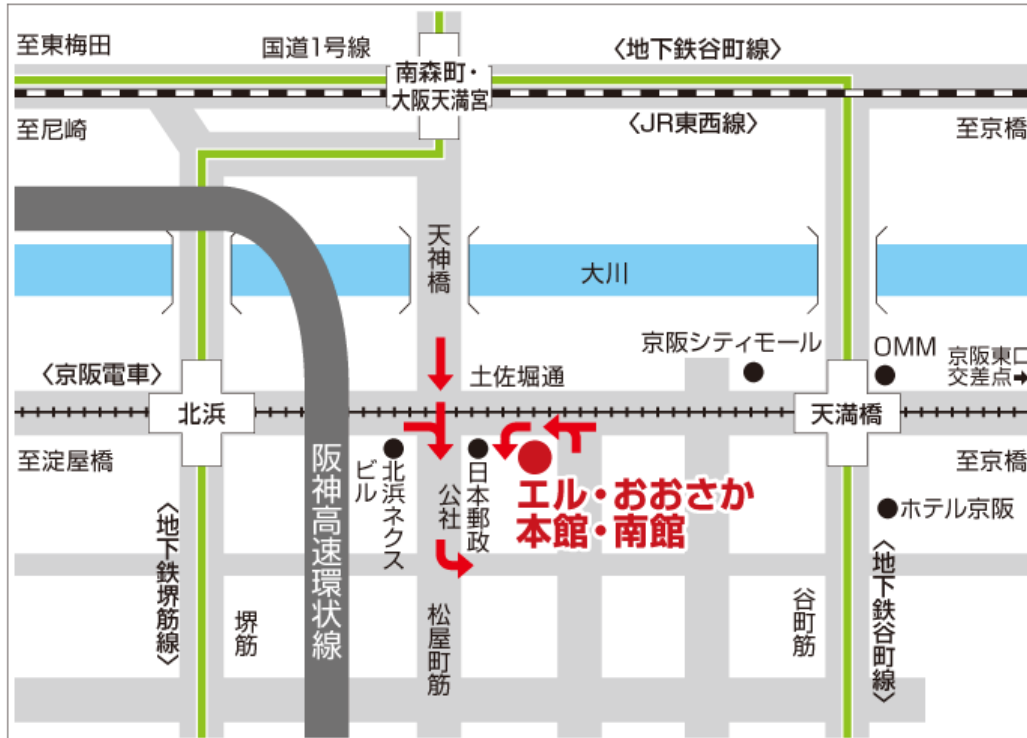 至東梅田
国道1号線
〈地下鉄谷町線〉
南森町・
大阪天満宮
至尼崎
〈JR東西線〉
至京橋
天神橋
大川
京阪シティモール
OMM
京阪東口
交差点➡
〈京阪電車〉
土佐堀通
北浜
天満橋
至淀屋橋
阪神高速環状線
北浜ネクス
ビル
公社
日本郵政
エル・おおさか
本館・南館
至京橋
ホテル京阪
〈地下鉄堺筋線〉
堺筋
松屋町筋
谷町筋
〈地下鉄谷町線〉